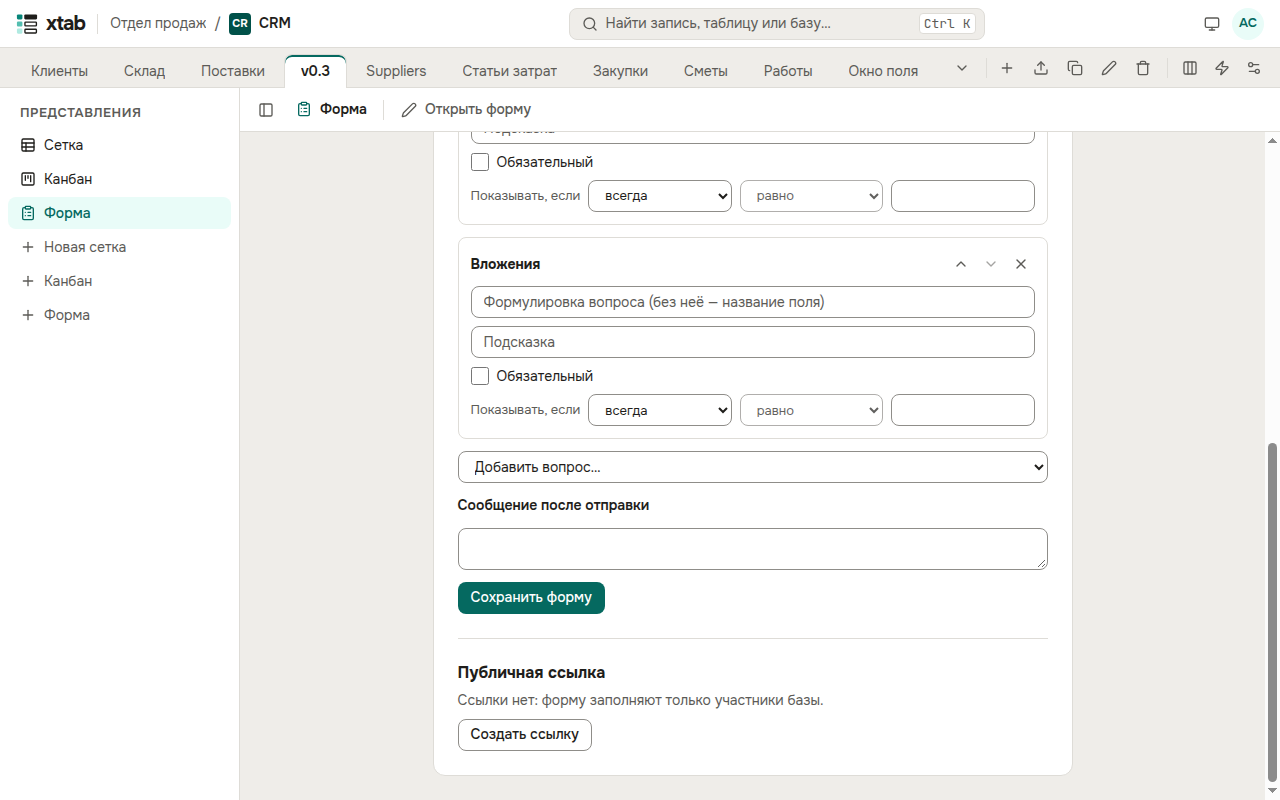 xtab
Отдел продаж / CR CRM
Найти запись, таблицу или базу... Ctrl K
АС
Клиенты Склад Поставки v0.3 Suppliers Статьи затрат Закупки Сметы Работы Окно поля
ПРЕДСТАВЛЕНИЯ
Сетка
Канбан
Форма
Новая сетка
Канбан
Форма
Форма Открыть форму
Подсказка
Обязательный
Показывать, если всегда равно
Вложения
Формулировка вопроса (без неё — название поля)
Подсказка
Обязательный
Показывать, если всегда равно
Добавить вопрос...
Сообщение после отправки
Сохранить форму
Публичная ссылка
Ссылки нет: форму заполняют только участники базы.
Создать ссылку